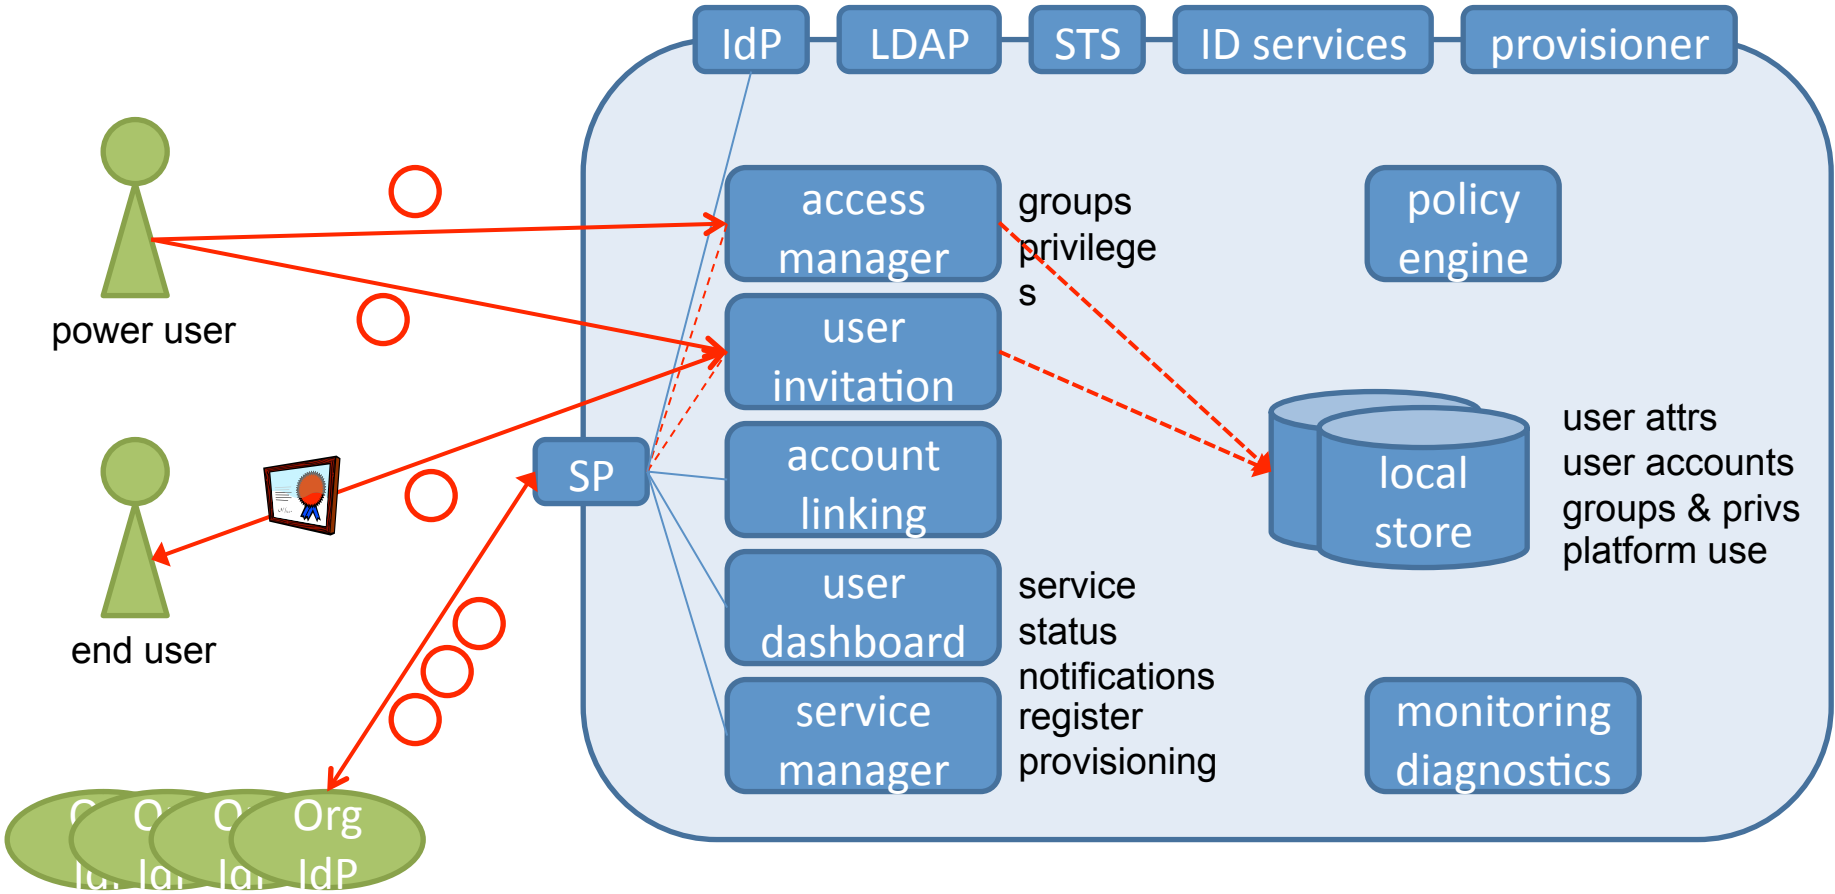 IdP
LDAP
STS
ID services
provisioner
access
manager
groups
privilege
s
policy
engine
power user
user
invitation
SP
account
linking
local
store
user attrs
user accounts
groups & privs
platform use
end user
user
dashboard
service
status
notifications
service
manager
register
provisioning
monitoring
diagnostics
Org
IdP